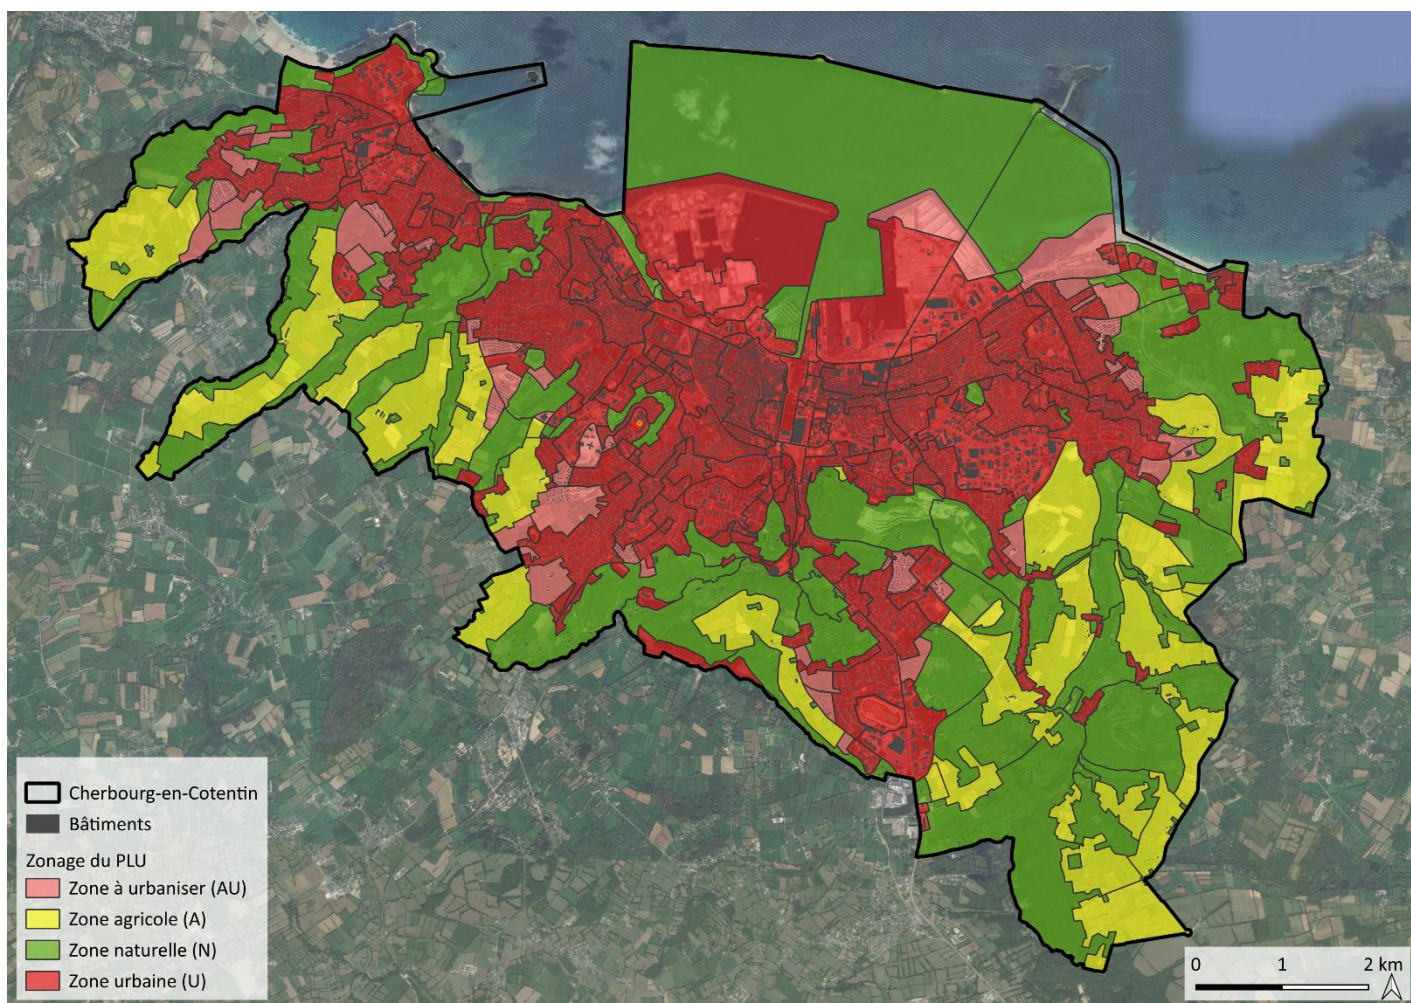 Cherbourg-en-Cotentin
Bâtiments
Zonage du PLU
Zone à urbaniser (AU)
Zone agricole (A)
Zone naturelle (N)
Zone urbaine (U)
0 1 2 km